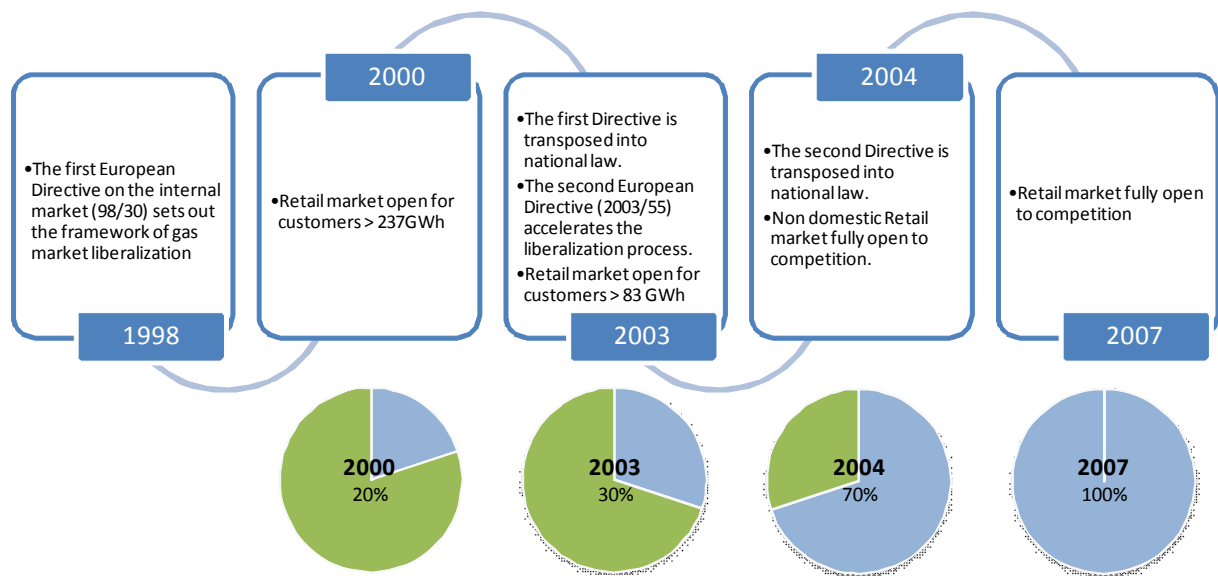 1998
•The first European
Directive on the internal
market (98/30) sets out
the framework of gas
market liberalization
2000
•Retail market open for
customers > 237GWh
2003
•The first Directive is
transposed into
national law.
•The second European
Directive (2003/55)
accelerates the
liberalization process.
•Retail market open for
customers > 83 GWh
2004
•The second Directive is
transposed into
national law.
•Non domestic Retail
market fully open to
competition.
2007
•Retail market fully open
to competition
2000
20%
2003
30%
2004
70%
2007
100%